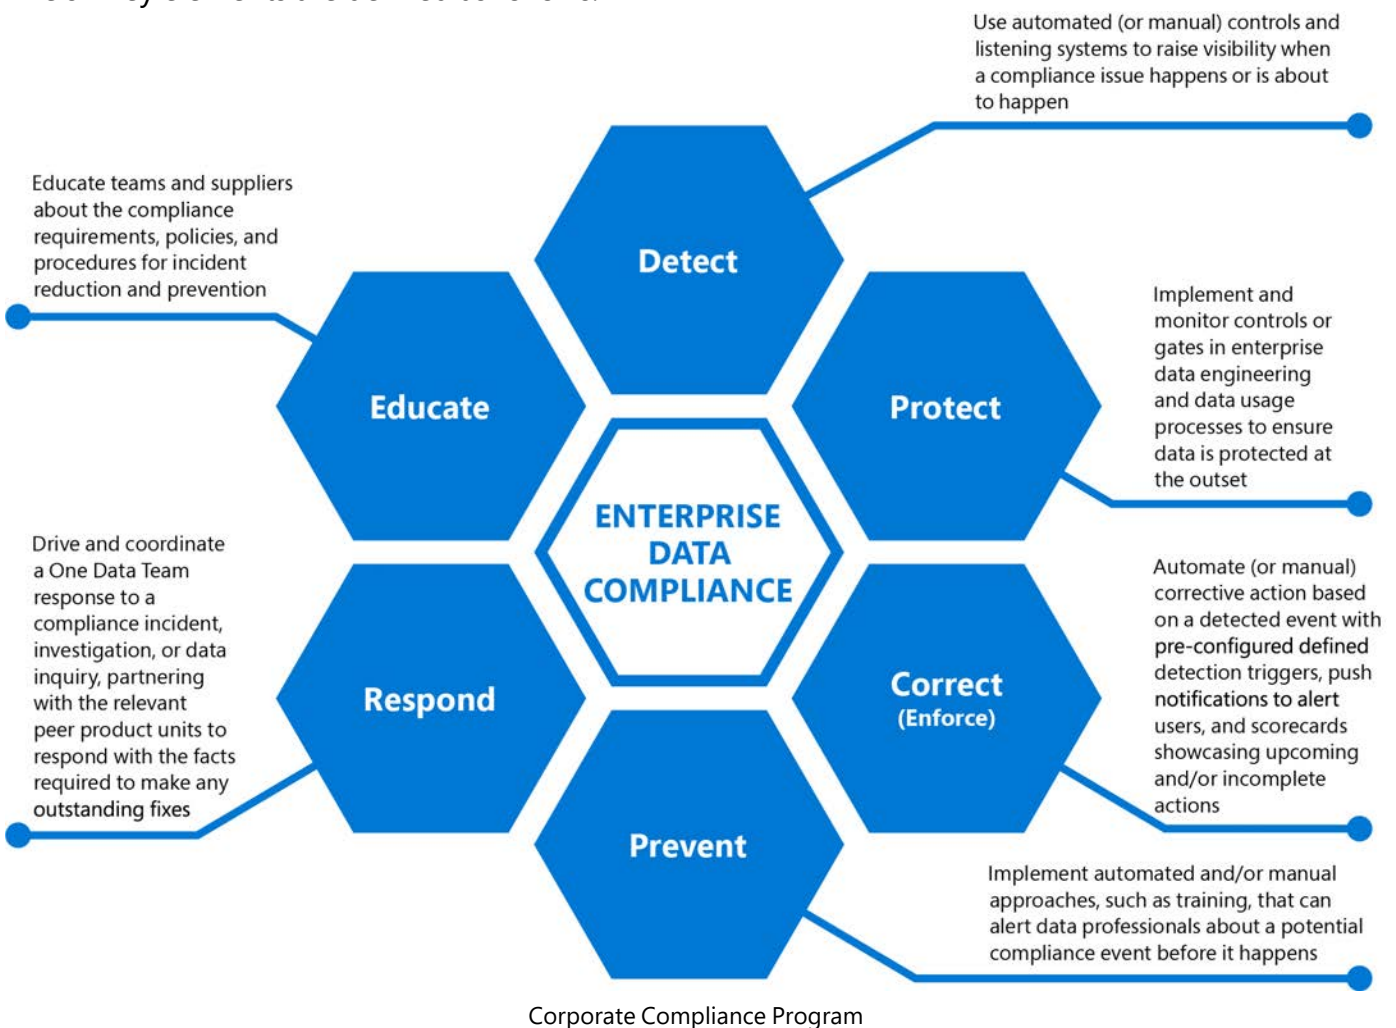 Use automated (or manual) controls and
listening systems to raise visibility when
a compliance issue happens or is about
to happen
Educate teams and suppliers
about the compliance
requirements, policies, and
procedures for incident
reduction and prevention
Detect
Implement and
monitor controls or
gates in enterprise
data engineering
and data usage
processes to ensure
data is protected at
the outset
Educate
Protect
ENTERPRISE
DATA
COMPLIANCE
Drive and coordinate
a One Data Team
response to a
compliance incident,
investigation, or data
inquiry, partnering
with the relevant
peer product units to
respond with the facts
required to make any
outstanding fixes
Automate (or manual)
corrective action based
on a detected event with
pre-configured defined
detection triggers, push
notifications to alert
users, and scorecards
showcasing upcoming
and/or incomplete
actions
Respond
Correct
(Enforce)
Prevent
Implement automated and/or manual
approaches, such as training, that can
alert data professionals about a potential
compliance event before it happens
Corporate Compliance Program